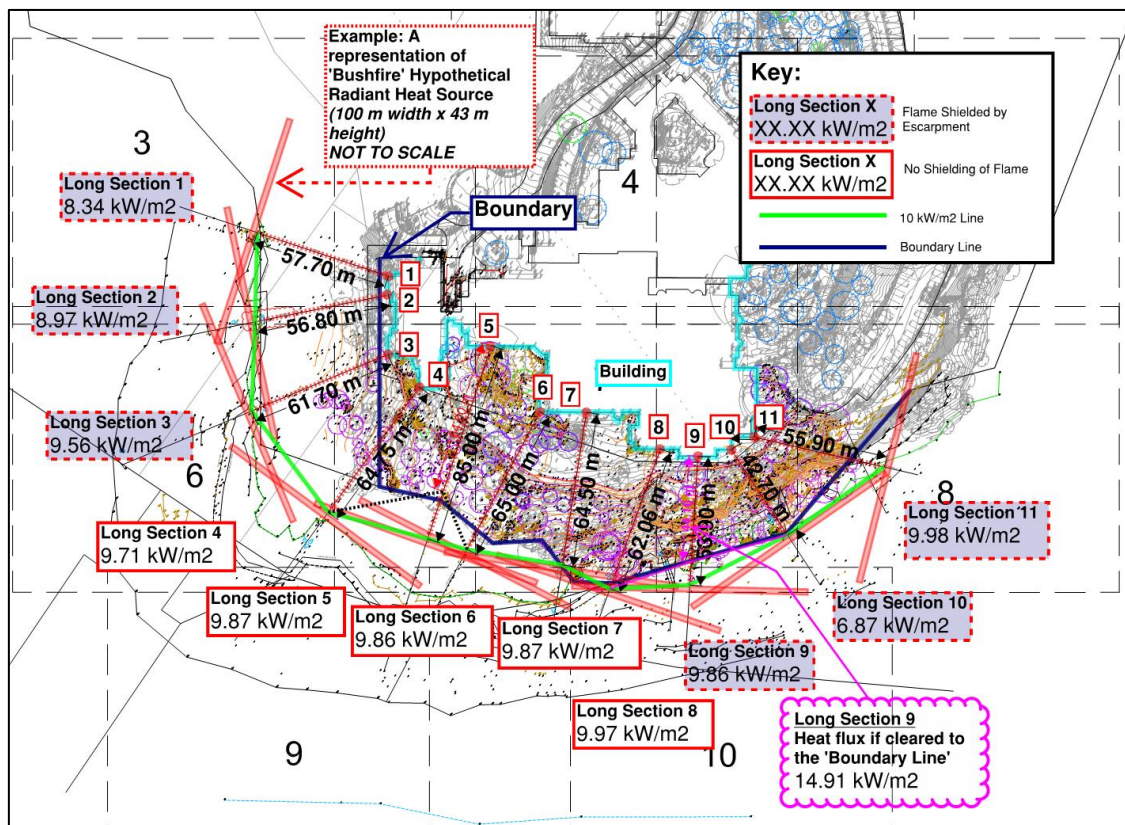 Example: A
representation of
'Bushfire' Hypothetical
Radiant Heat Source
(100 m width x 43 m
height)
NOT TO SCALE
Key:
Long Section X
XX.XX kW/m2
Flame Shielded by
Escarpment
Long Section X
XX.XX kW/m2
No Shielding of Flame
10 kW/m2 Line
Boundary Line
3
4
Boundary
Long Section 1
8.34 kW/m2
57.70 m
1
2
Long Section 2
8.97 kW/m2
56.80 m
3
5
4
Building
61.70 m
Long Section 3
9.56 kW/m2
6
7
8
9
10
11
55.90 m
64.75 m
85.00 m
65.00 m
64.50 m
62.06 m
42.70 m
6
8
Long Section 4
9.71 kW/m2
Long Section 11
9.98 kW/m2
Long Section 5
9.87 kW/m2
Long Section 6
9.86 kW/m2
Long Section 7
9.87 kW/m2
Long Section 10
6.87 kW/m2
Long Section 9
9.86 kW/m2
Long Section 8
9.97 kW/m2
Long Section 9
Heat flux if cleared to
the 'Boundary Line'
14.91 kW/m2
9
10